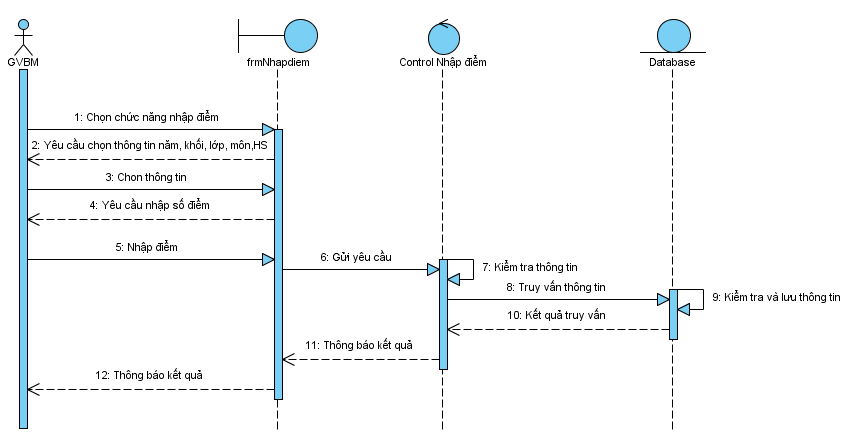 GVBM
frmNhapdiem
Control Nhập điểm
Database
1: Chọn chức năng nhập điểm
2: Yêu cầu chọn thông tin năm, khối, lớp, môn,HS
3: Chon thông tin
4: Yêu cầu nhập số điểm
5: Nhập điểm
6: Gửi yêu cầu
7: Kiểm tra thông tin
8: Truy vấn thông tin
9: Kiểm tra và lưu thông tin
10: Kết quả truy vấn
11: Thông báo kết quả
12: Thông báo kết quả